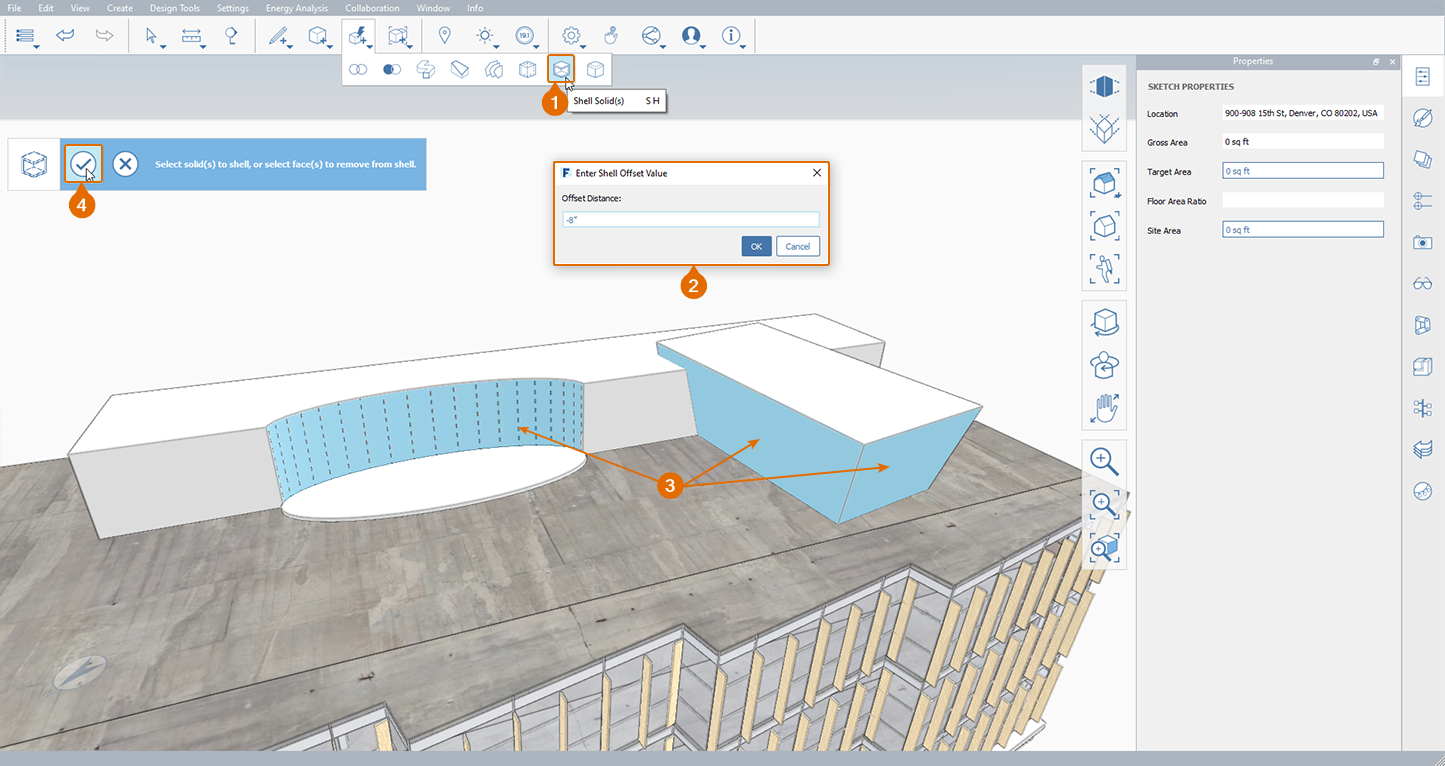 File Edit View Create Design Tools Settings Energy Analysis Collaboration Window Info
19.1
Properties
1
Shell Solid(s) S H
SKETCH PROPERTIES
Location 900-908 15th St, Denver, CO 80202, USA
Gross Area 0 sq ft
Target Area 0 sq ft
Floor Area Ratio
Site Area 0 sq ft
Select solid(s) to shell, or select face(s) to remove from shell.
4
F Enter Shell Offset Value
Offset Distance:
-8"
OK Cancel
2
3